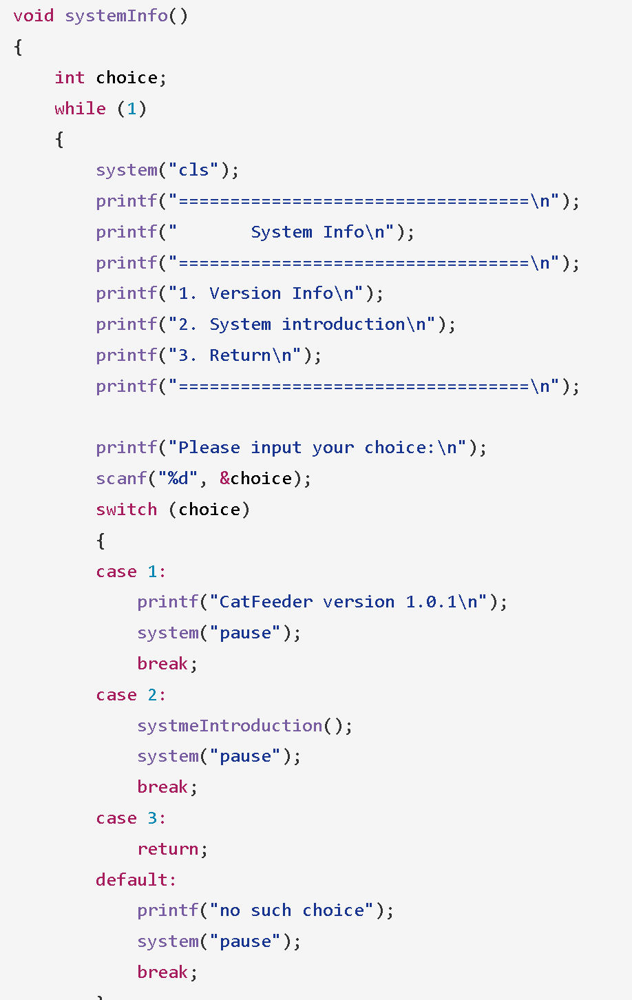 void systemInfo()
{
    int choice;
    while (1)
    {
        system("cls");
        printf("==================================\n");
        printf("       System Info\n");
        printf("==================================\n");
        printf("1. Version Info\n");
        printf("2. System introduction\n");
        printf("3. Return\n");
        printf("==================================\n");

        printf("Please input your choice:\n");
        scanf("%d", &choice);
        switch (choice)
        {
        case 1:
            printf("CatFeeder version 1.0.1\n");
            system("pause");
            break;
        case 2:
            systmeIntroduction();
            system("pause");
            break;
        case 3:
            return;
        default:
            printf("no such choice");
            system("pause");
            break;
        }